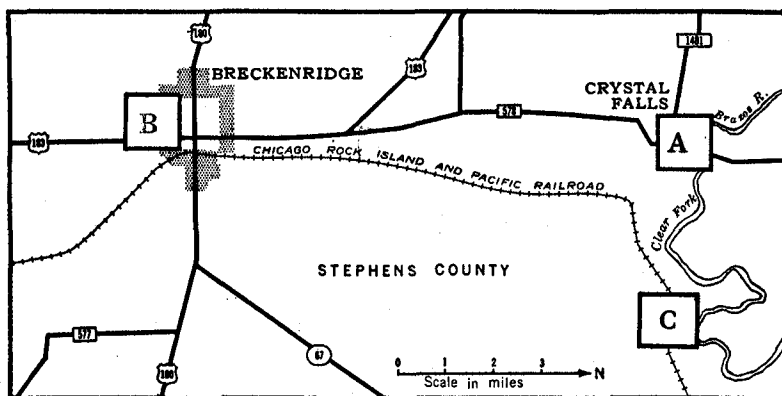 180
BRECKENRIDGE
183
1481
CRYSTAL
FALLS
Brazos R.
B
578
183
A
CHICAGO ROCK ISLAND AND PACIFIC RAILROAD
Clear Fork
STEPHENS COUNTY
C
577
67
180
0 1 2 3
N
Scale in miles